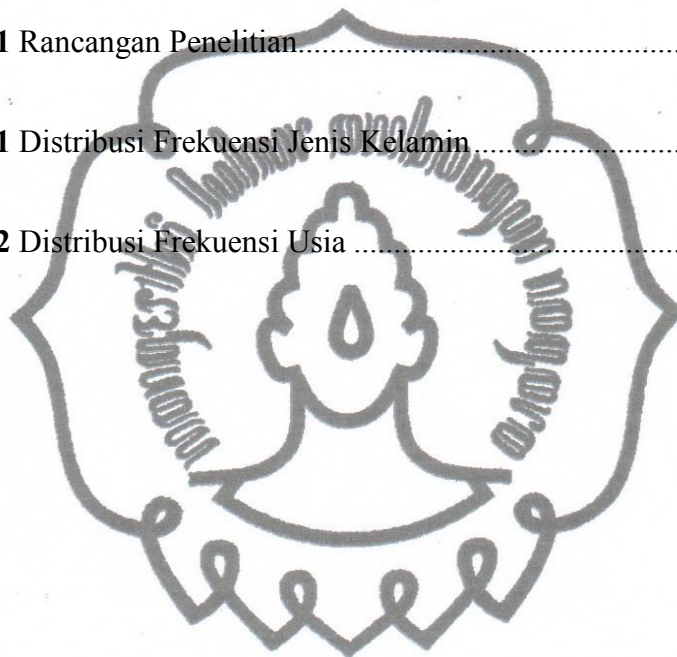 1 Rancangan Penelitian......................................................
1 Distribusi Frekuensi Jenis Kelamin.............................
2 Distribusi Frekuensi Usia ..............................................